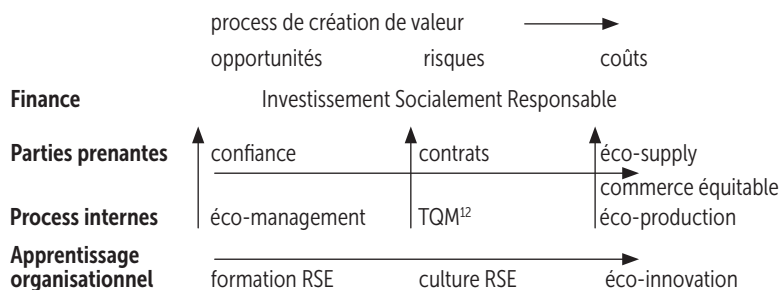 process de création de valeur
opportunités risques coûts
Finance Investissement Socialement Responsable
Parties prenantes confiance contrats éco-supply
commerce équitable
Process internes éco-management TQM12
éco-production
Apprentissage
organisationnel formation RSE culture RSE éco-innovation